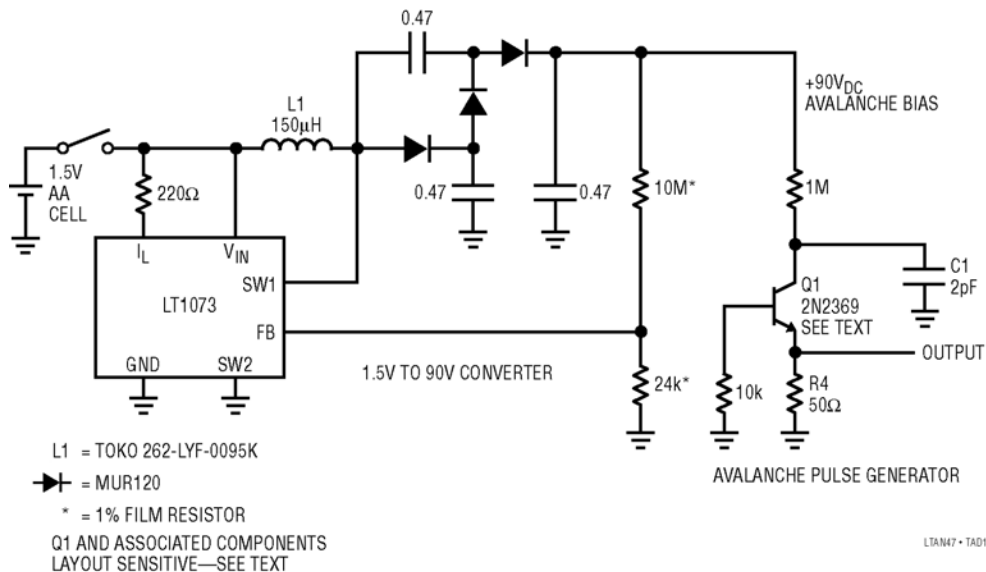 0.47
L1
150µH
+90VDC
AVALANCHE BIAS
1.5V
AA
CELL
220Ω
0.47
0.47
10M*
1M
IL
VIN
SW1
LT1073
FB
GND
SW2
C1
2pF
Q1
2N2369
SEE TEXT
OUTPUT
1.5V TO 90V CONVERTER
24k*
10k
R4
50Ω
L1 = TOKO 262-LYF-0095K
= MUR120
* = 1% FILM RESISTOR
Q1 AND ASSOCIATED COMPONENTS
LAYOUT SENSITIVE—SEE TEXT
AVALANCHE PULSE GENERATOR
LTAN47 • TAD1